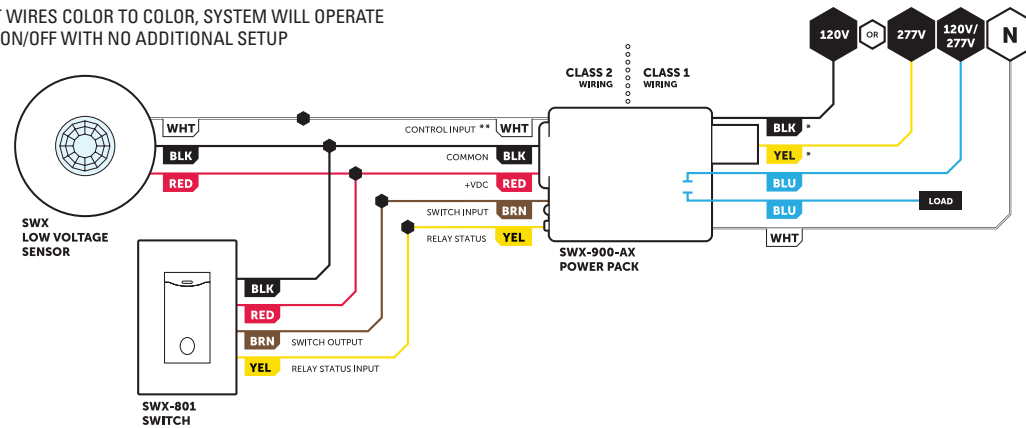 T WIRES COLOR TO COLOR, SYSTEM WILL OPERATE
ON/OFF WITH NO ADDITIONAL SETUP
120V
OR
277V
120V/
277V
N
CLASS 2
WIRING
CLASS 1
WIRING
WHT
CONTROL INPUT **
WHT
BLK *
BLK
COMMON
BLK
YEL *
RED
+VDC
RED
BLU
SWITCH INPUT
BRN
BLU
LOAD
RELAY STATUS
YEL
WHT
SWX
LOW VOLTAGE
SENSOR
SWX-900-AX
POWER PACK
BLK
RED
BRN
SWITCH OUTPUT
YEL
RELAY STATUS INPUT
SWX-801
SWITCH